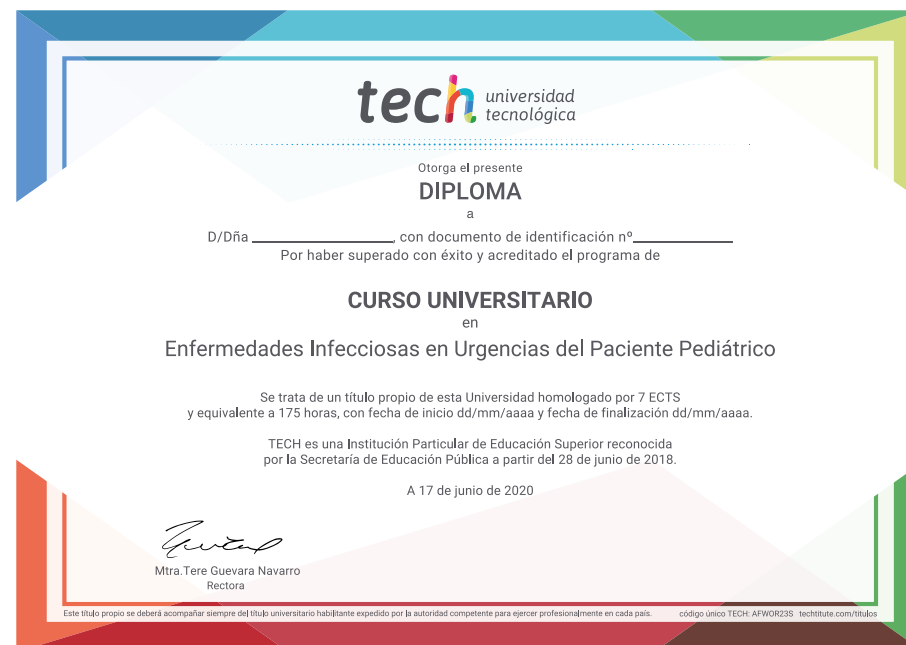 tech universidad
tecnológica
Otorga el presente
DIPLOMA
a
D/Dña ____________________, con documento de identificación nº______________
Por haber superado con éxito y acreditado el programa de
CURSO UNIVERSITARIO
en
Enfermedades Infecciosas en Urgencias del Paciente Pediátrico
Se trata de un título propio de esta Universidad homologado por 7 ECTS
y equivalente a 175 horas, con fecha de inicio dd/mm/aaaa y fecha de finalización dd/mm/aaaa.
TECH es una Institución Particular de Educación Superior reconocida
por la Secretaría de Educación Pública a partir del 28 de junio de 2018.
A 17 de junio de 2020
Mtra.Tere Guevara Navarro
Rectora
Este título propio se deberá acompañar siempre del título universitario habilitante expedido por la autoridad competente para ejercer profesionalmente en cada país. código único TECH: AFWOR23S techtitute.com/titulos